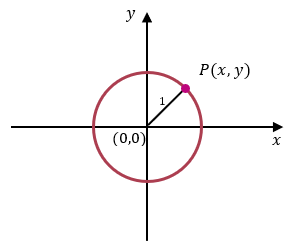 y
P(x, y)
1
(0,0)
x